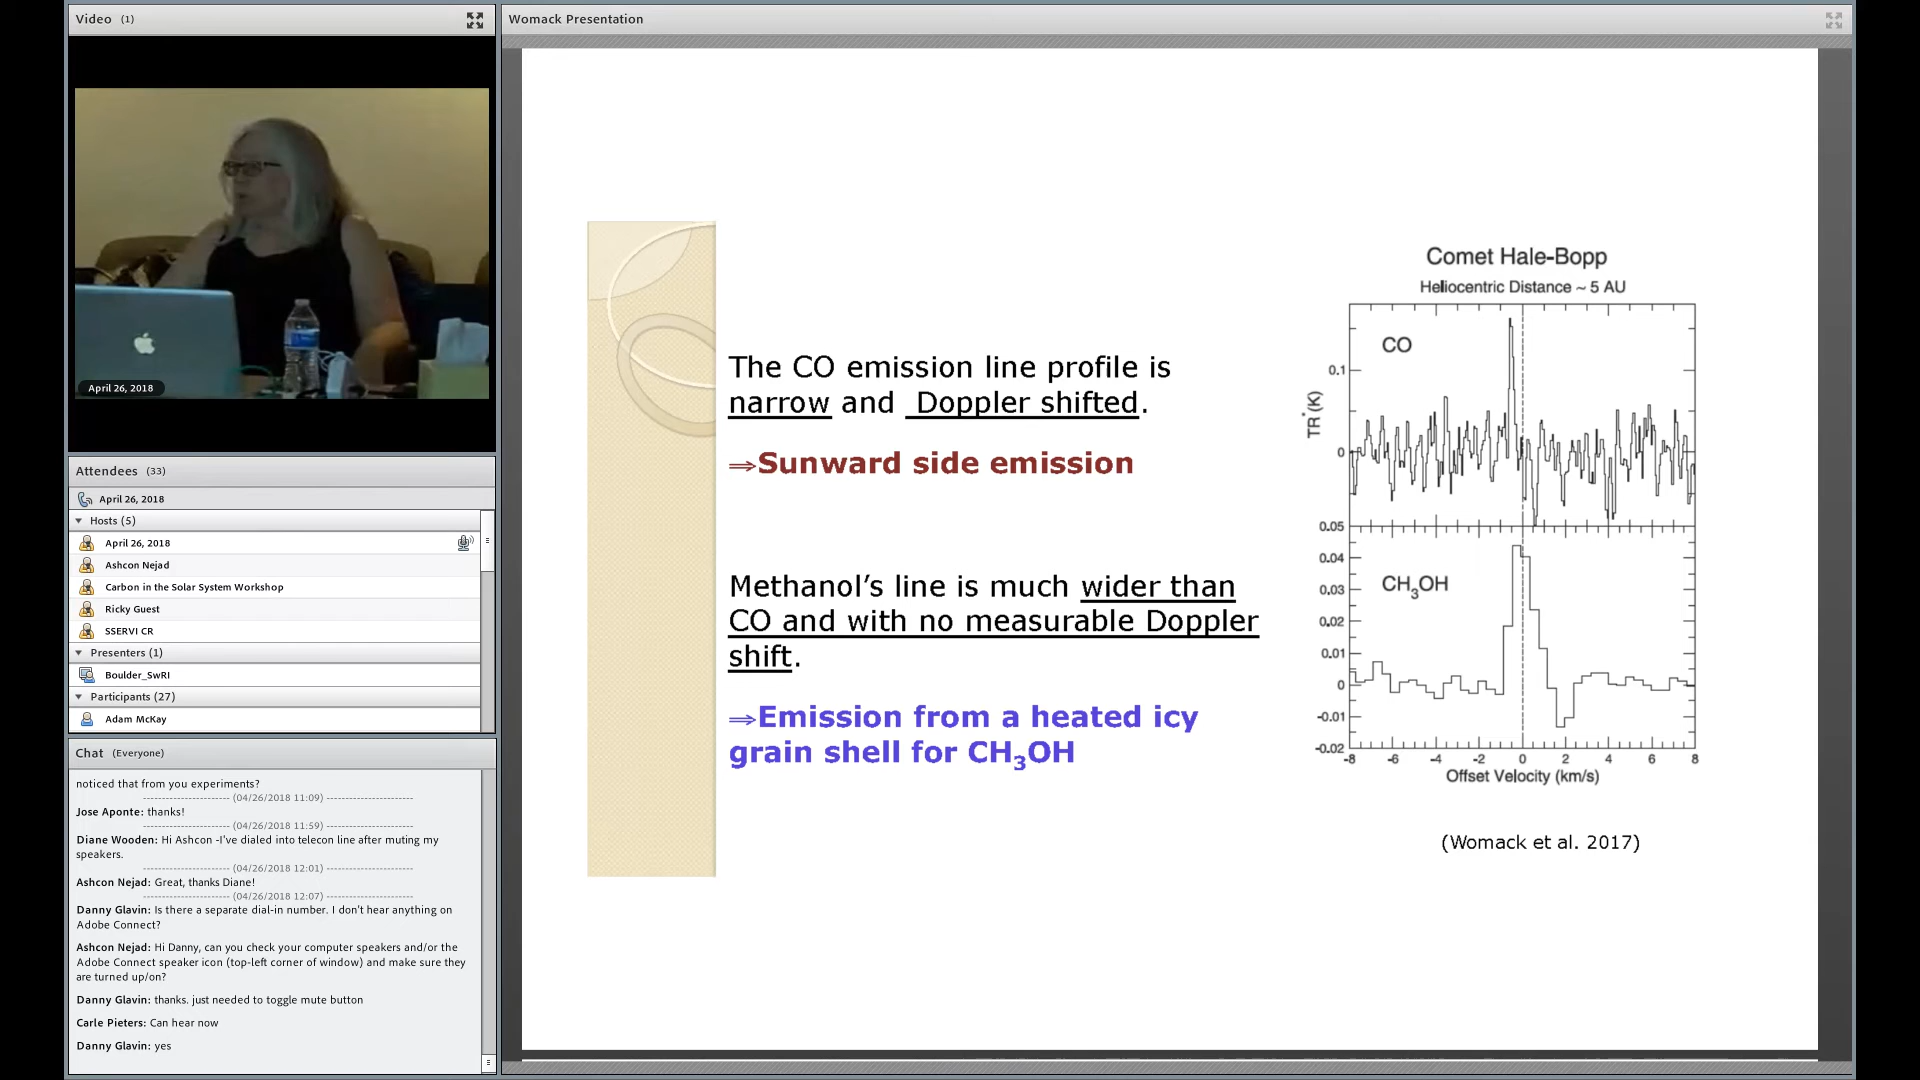 Video (1)
April 26, 2018
Attendees (33)
April 26, 2018
Hosts (5)
April 26, 2018
Ashcon Nejad
Carbon in the Solar System Workshop
Ricky Guest
SSERVI CR
Presenters (1)
Boulder_SwRI
Participants (27)
Adam McKay
Chat (Everyone)
noticed that from you experiments?
----------------------- (04/26/2018 11:09) -----------------------
Jose Aponte: thanks!
----------------------- (04/26/2018 11:59) -----------------------
Diane Wooden: Hi Ashcon -I've dialed into telecon line after muting my
speakers.
----------------------- (04/26/2018 12:01) -----------------------
Ashcon Nejad: Great, thanks Diane!
----------------------- (04/26/2018 12:07) -----------------------
Danny Glavin: Is there a separate dial-in number. I don't hear anything on
Adobe Connect?
Ashcon Nejad: Hi Danny, can you check your computer speakers and/or the
Adobe Connect speaker icon (top-left corner of window) and make sure they
are turned up/on?
Danny Glavin: thanks. just needed to toggle mute button
Carle Pieters: Can hear now
Danny Glavin: yes
Womack Presentation
The CO emission line profile is
narrow and Doppler shifted.
⇒Sunward side emission
Methanol’s line is much wider than
CO and with no measurable Doppler
shift.
⇒Emission from a heated icy
grain shell for CH₃OH
Comet Hale-Bopp
Heliocentric Distance ~ 5 AU
CO
TR*(K)
0.1
0
0.05
0.04
CH₃OH
0.03
0.02
0.01
0
-0.01
-0.02
-8 -6 -4 -2 0 2 4 6 8
Offset Velocity (km/s)
(Womack et al. 2017)